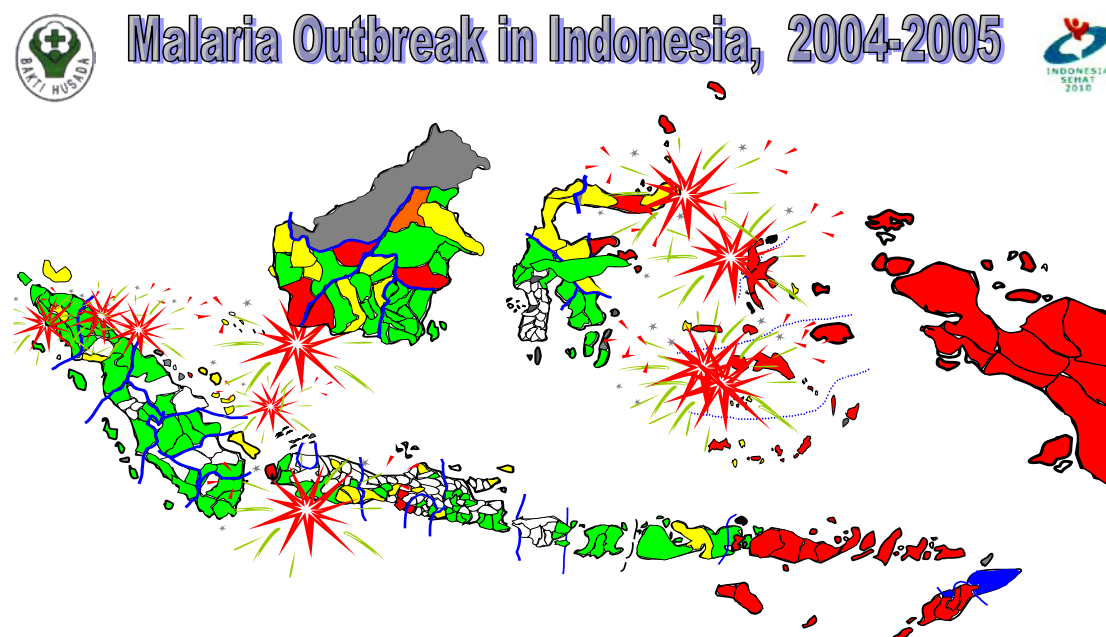 Malaria Outbreak in Indonesia,  2004-2005
BAKTI HUSADA
INDONESIA
SEHAT
2010